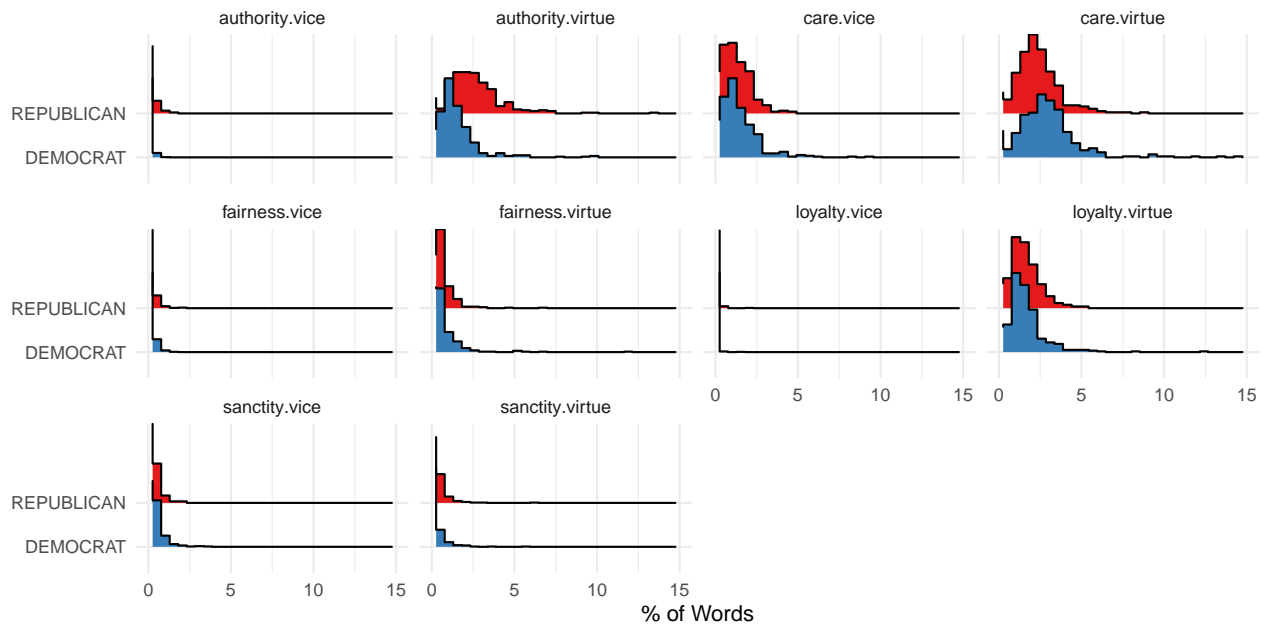 authority.vice authority.virtue care.vice care.virtue
REPUBLICAN
DEMOCRAT
fairness.vice fairness.virtue loyalty.vice loyalty.virtue
REPUBLICAN
DEMOCRAT
0 5 10 15 0 5 10 15
sanctity.vice sanctity.virtue
REPUBLICAN
DEMOCRAT
0 5 10 15 0 5 10 15
% of Words